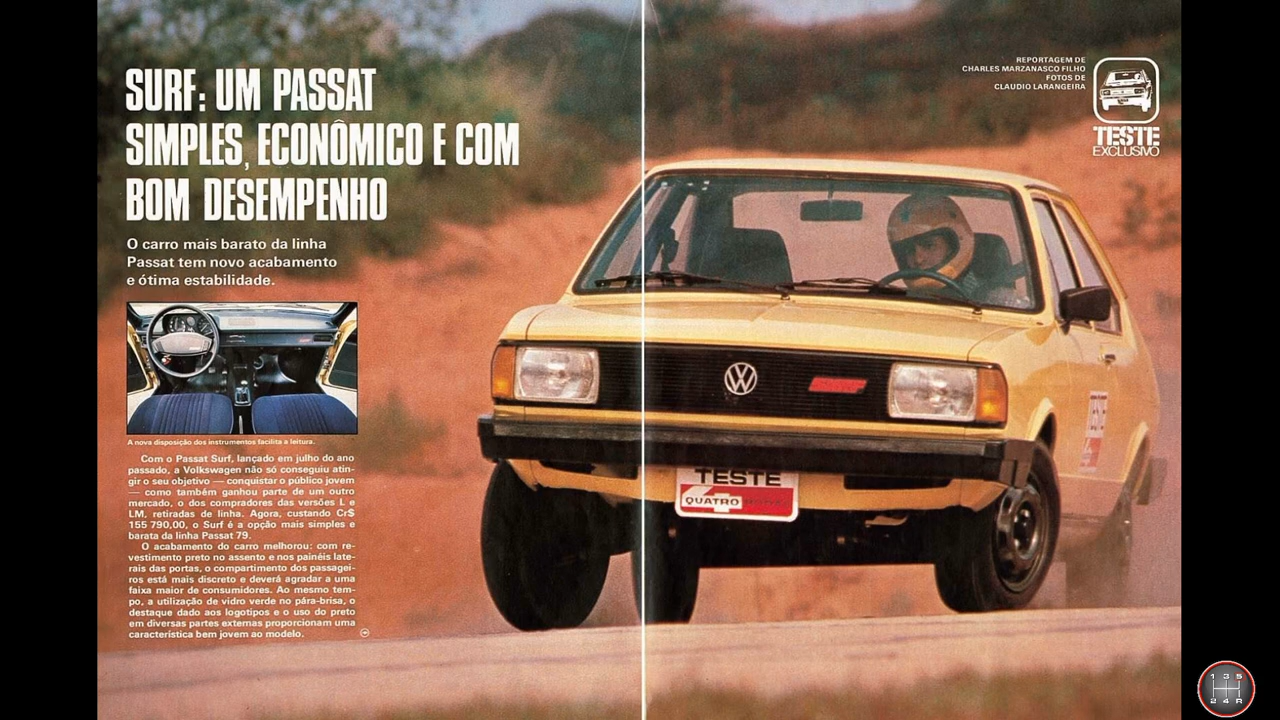 SURF: UM PASSAT
SIMPLES, ECONÔMICO E COM
BOM DESEMPENHO
O carro mais barato da linha
Passat tem novo acabamento
e ótima estabilidade.
A nova disposição dos instrumentos facilita a leitura.
Com o Passat Surf, lançado em julho do ano
passado, a Volkswagen não só conseguiu atin-
gir o seu objetivo — conquistar o público jovem
— como também ganhou parte de um outro
mercado, o dos compradores das versões L e
LM, retiradas de linha. Agora, custando Cr$
155 790,00, o Surf é a opção mais simples e
barata da linha Passat 79.
O acabamento do carro melhorou: com re-
vestimento preto no assento e nos painéis late-
rais das portas, o compartimento dos passagei-
ros está mais discreto e deverá agradar a uma
faixa maior de consumidores. Ao mesmo tem-
po, a utilização de vidro verde no pára-brisa, o
destaque dado aos logotipos e o uso do preto
em diversas partes externas proporcionam uma
característica bem jovem ao modelo.
REPORTAGEM DE
CHARLES MARZANASCO FILHO
FOTOS DE
CLAUDIO LARANGEIRA
TESTE
EXCLUSIVO
VW
TESTE
QUATRO
TESTE
1 3 5
2 4 R